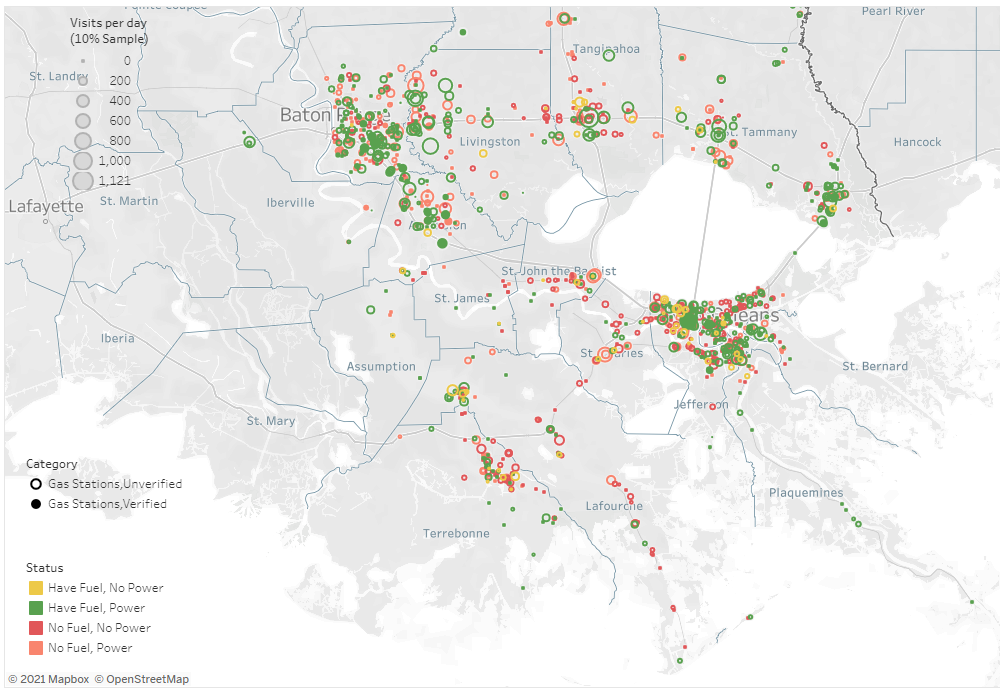 Pointe Coupee
Pearl River
Visits per day
(10% Sample)
0
200
400
600
800
1,000
1,121
Tangipahoa
St. Landry
Baton
St. Tammany
Livingston
Hancock
Lafayette
St. Martin
Iberville
St. John the Baptist
St. James
Iberia
Assumption
St. Charles
St. Bernard
Jefferson
St. Mary
Category
Gas Stations,Unverified
Gas Stations,Verified
Plaquemines
Lafourche
Terrebonne
Status
Have Fuel, No Power
Have Fuel, Power
No Fuel, No Power
No Fuel, Power
© 2021 Mapbox © OpenStreetMap